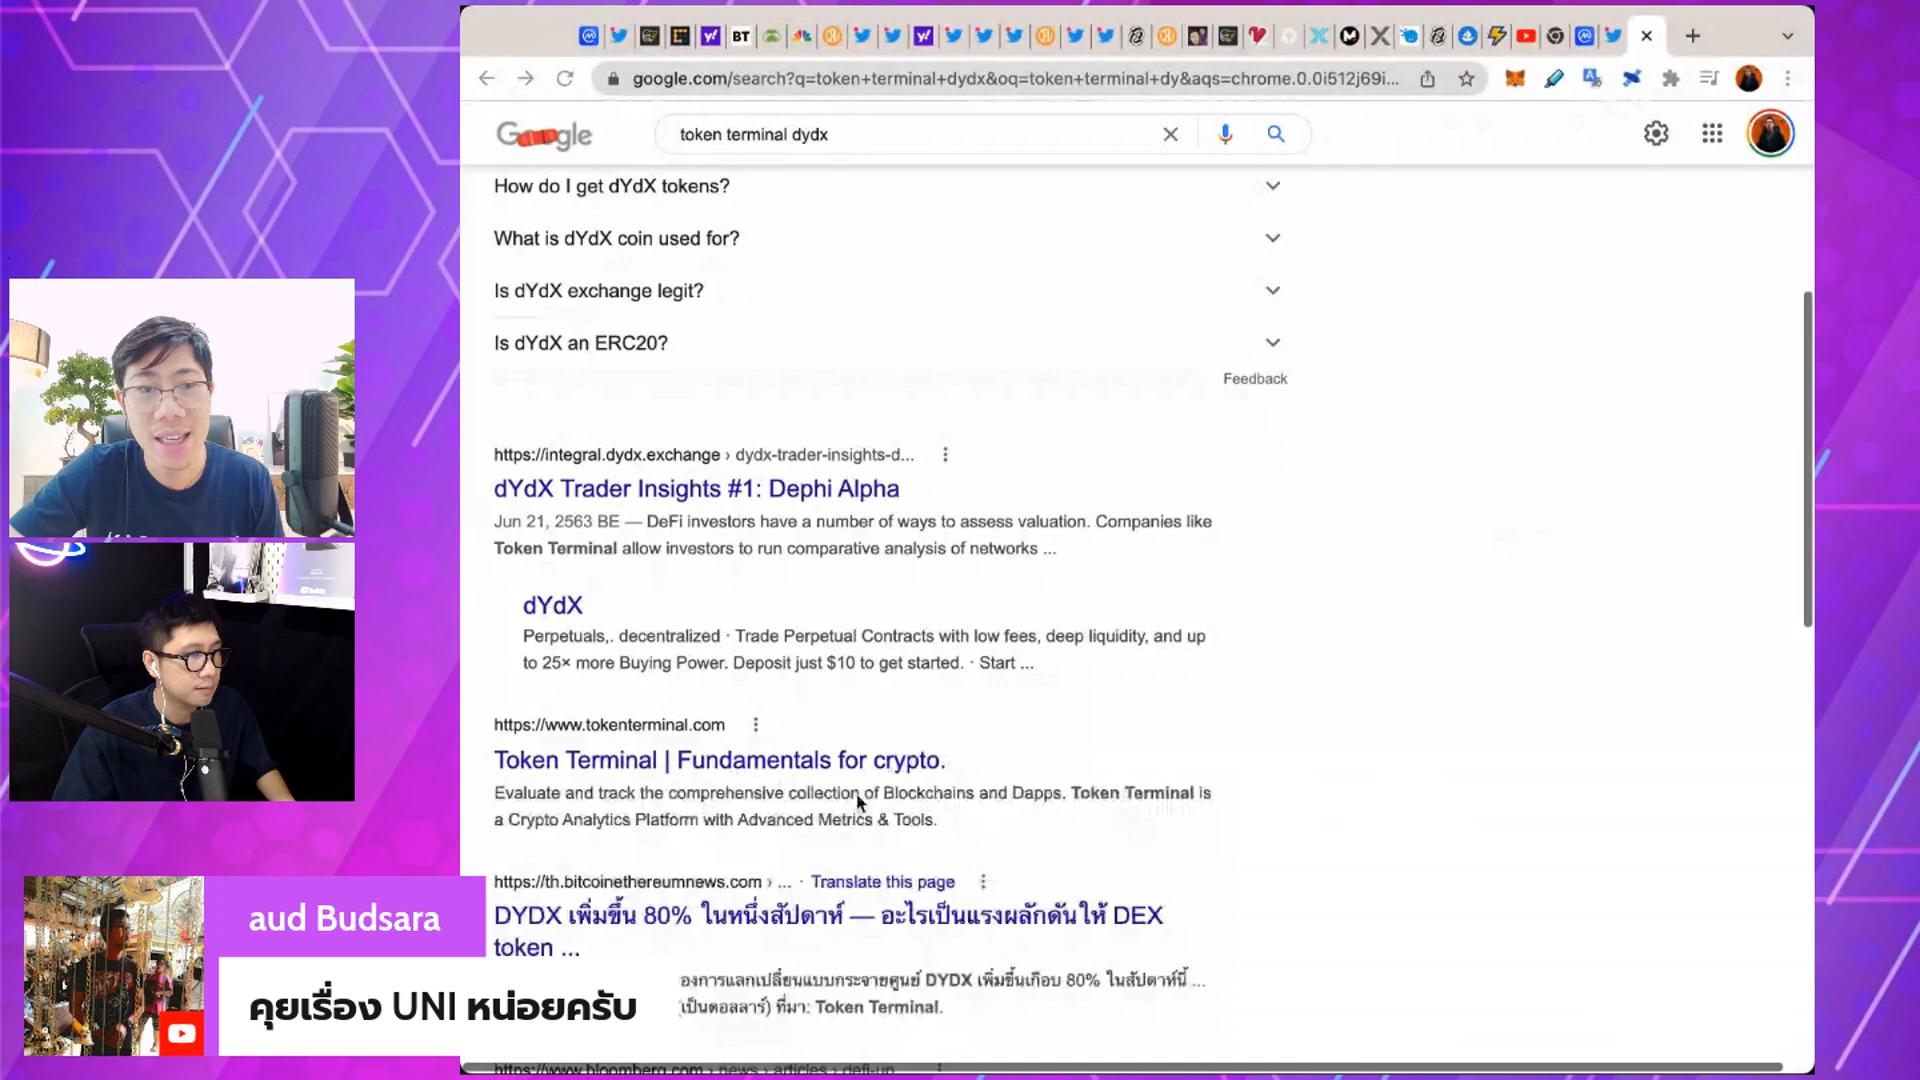 BT
google.com/search?q=token+terminal+dydx&oq=token+terminal+dy&aqs=chrome.0.0i512j69i...
Google
token terminal dydx
How do I get dYdX tokens?
What is dYdX coin used for?
Is dYdX exchange legit?
Is dYdX an ERC20?
Feedback
https://integral.dydx.exchange › dydx-trader-insights-d...
dYdX Trader Insights #1: Dephi Alpha
Jun 21, 2563 BE — DeFi investors have a number of ways to assess valuation. Companies like
Token Terminal allow investors to run comparative analysis of networks ...
dYdX
Perpetuals,. decentralized · Trade Perpetual Contracts with low fees, deep liquidity, and up
to 25× more Buying Power. Deposit just $10 to get started. · Start ...
https://www.tokenterminal.com
Token Terminal | Fundamentals for crypto.
Evaluate and track the comprehensive collection of Blockchains and Dapps. Token Terminal is
a Crypto Analytics Platform with Advanced Metrics & Tools.
https://th.bitcoinethereumnews.com › ... · Translate this page
DYDX เพิ่มขึ้น 80% ในหนึ่งสัปดาห์ — อะไรเป็นแรงผลักดันให้ DEX
token ...
องการแลกเปลี่ยนแบบกระจายศูนย์ DYDX เพิ่มขึ้นเกือบ 80% ในสัปดาห์นี้ ...
(เป็นดอลลาร์) ที่มา: Token Terminal.
https://www.bloomberg.com › news › articles › defi-up...
aud Budsara
คุยเรื่อง UNI หน่อยครับ